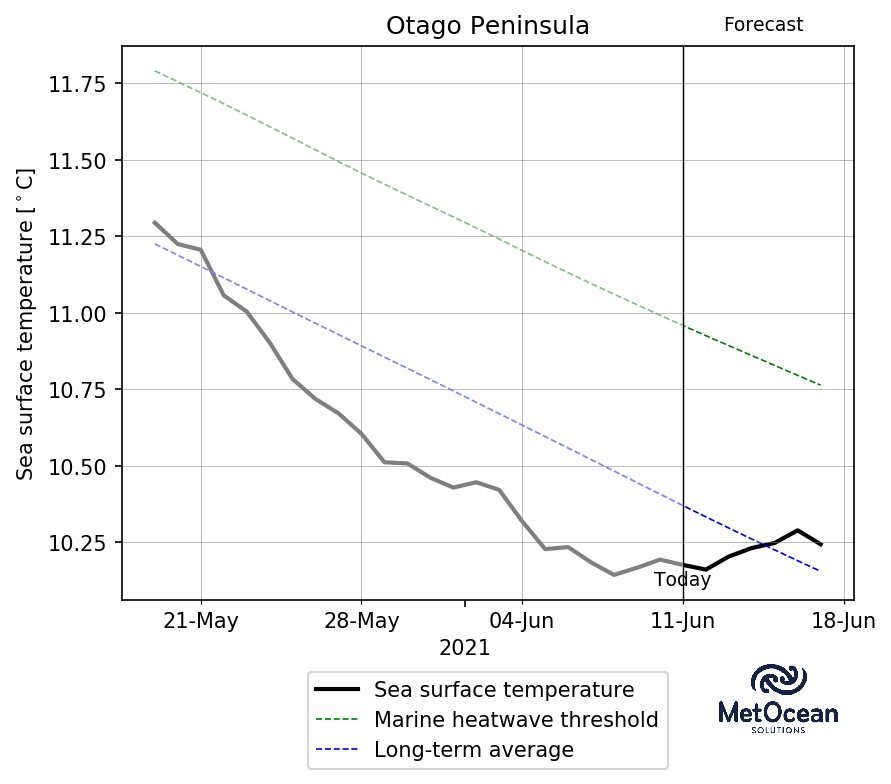 Otago Peninsula
Forecast
Sea surface temperature [°C]
11.75
11.50
11.25
11.00
10.75
10.50
10.25
Today
21-May 28-May 04-Jun 11-Jun 18-Jun
2021
Sea surface temperature
Marine heatwave threshold
Long-term average
MetOcean
SOLUTIONS